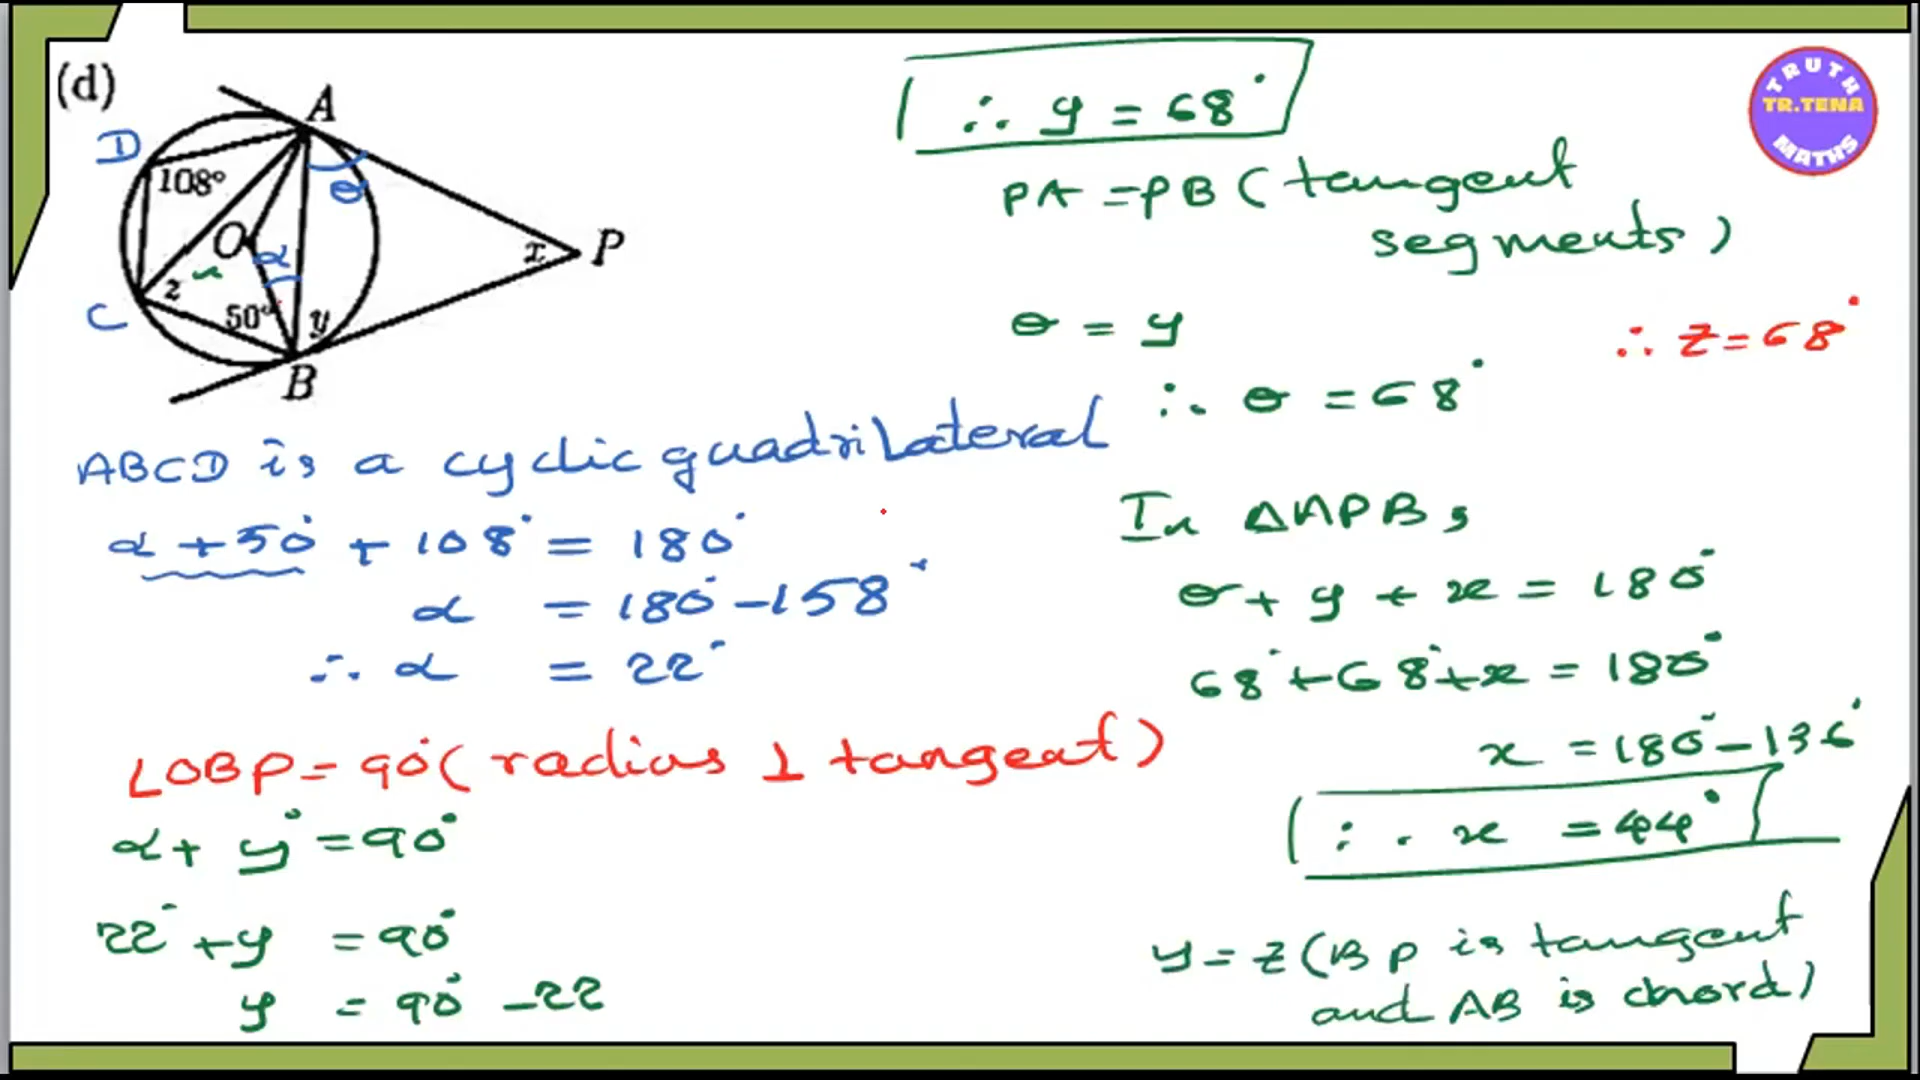 (d)
A
D
108°
θ
O
α
x
P
z
50°
y
C
B
ABCD is a cyclic quadrilateral
α + 50° + 108° = 180°
α = 180° - 158°
∴ α = 22°
∠OBP = 90° (radius ⊥ tangent)
α + y° = 90°
22° + y = 90°
y = 90° - 22
∴ y = 68°
PA = PB (tangent
segments)
θ = y
∴ θ = 68°
In △APB,
θ + y + x = 180°
68° + 68° + x = 180°
x = 180° - 136°
∴ x = 44°
y = z (BP is tangent
and AB is chord)
∴ z = 68°
TRUTH
TR.TENA
MATHS